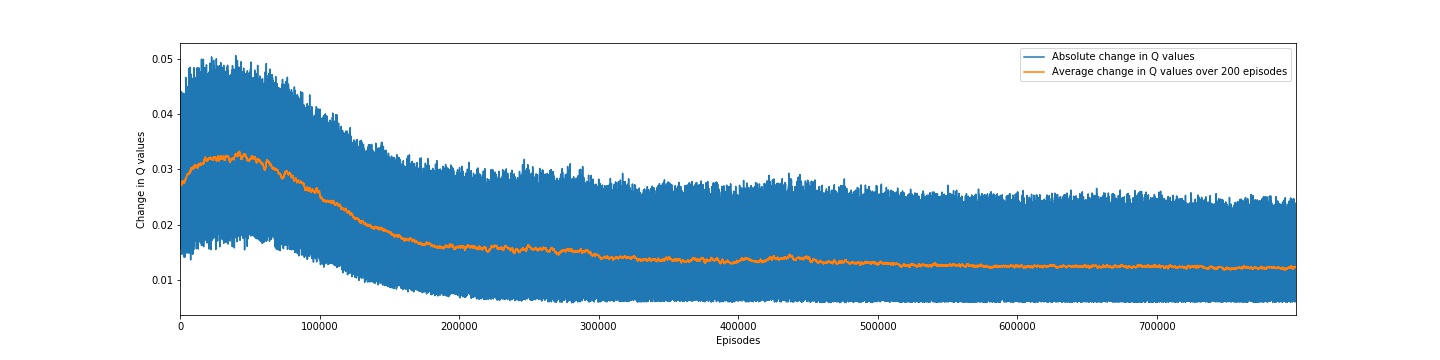 0.05
0.04
0.03
0.02
0.01
Change in Q values
Absolute change in Q values
Average change in Q values over 200 episodes
0 100000 200000 300000 400000 500000 600000 700000
Episodes